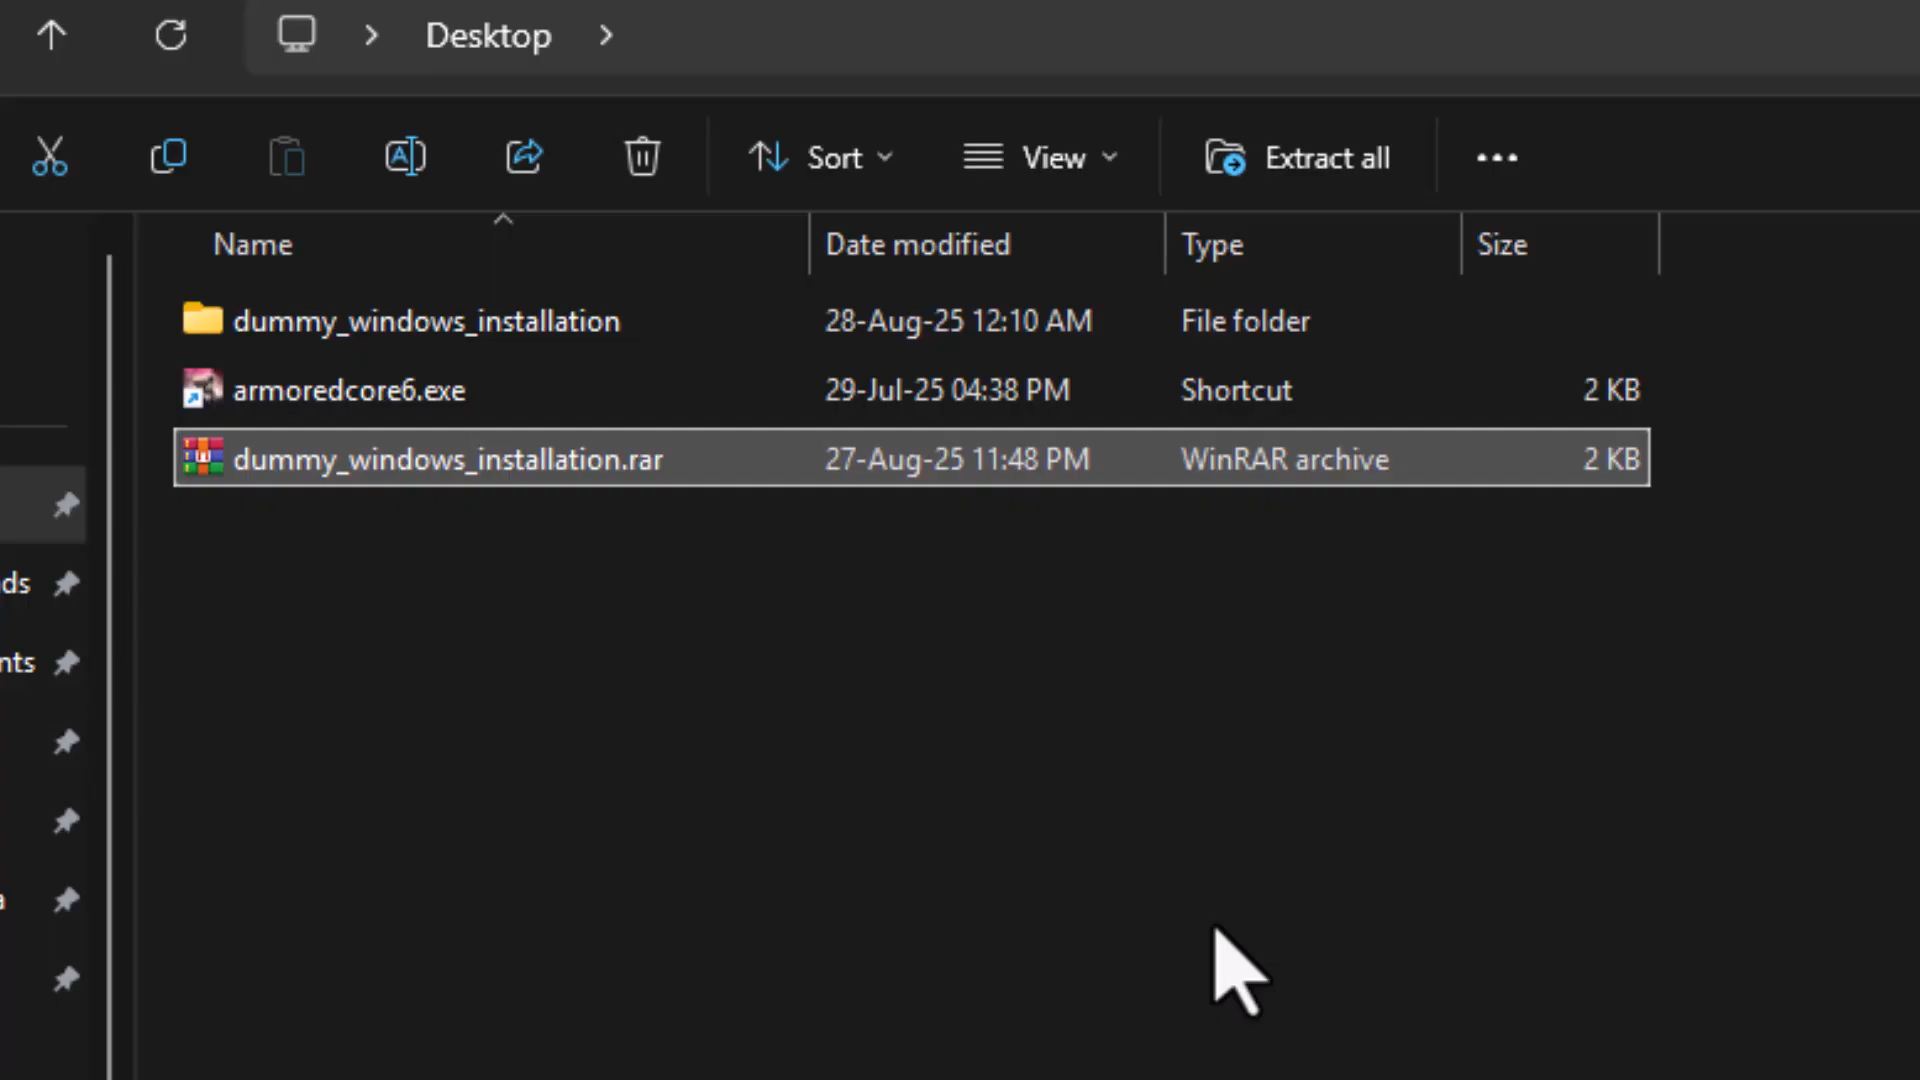 Desktop
Sort View Extract all
Name Date modified Type Size
dummy_windows_installation 28-Aug-25 12:10 AM File folder
armoredcore6.exe 29-Jul-25 04:38 PM Shortcut 2 KB
dummy_windows_installation.rar 27-Aug-25 11:48 PM WinRAR archive 2 KB
ds
nts
a